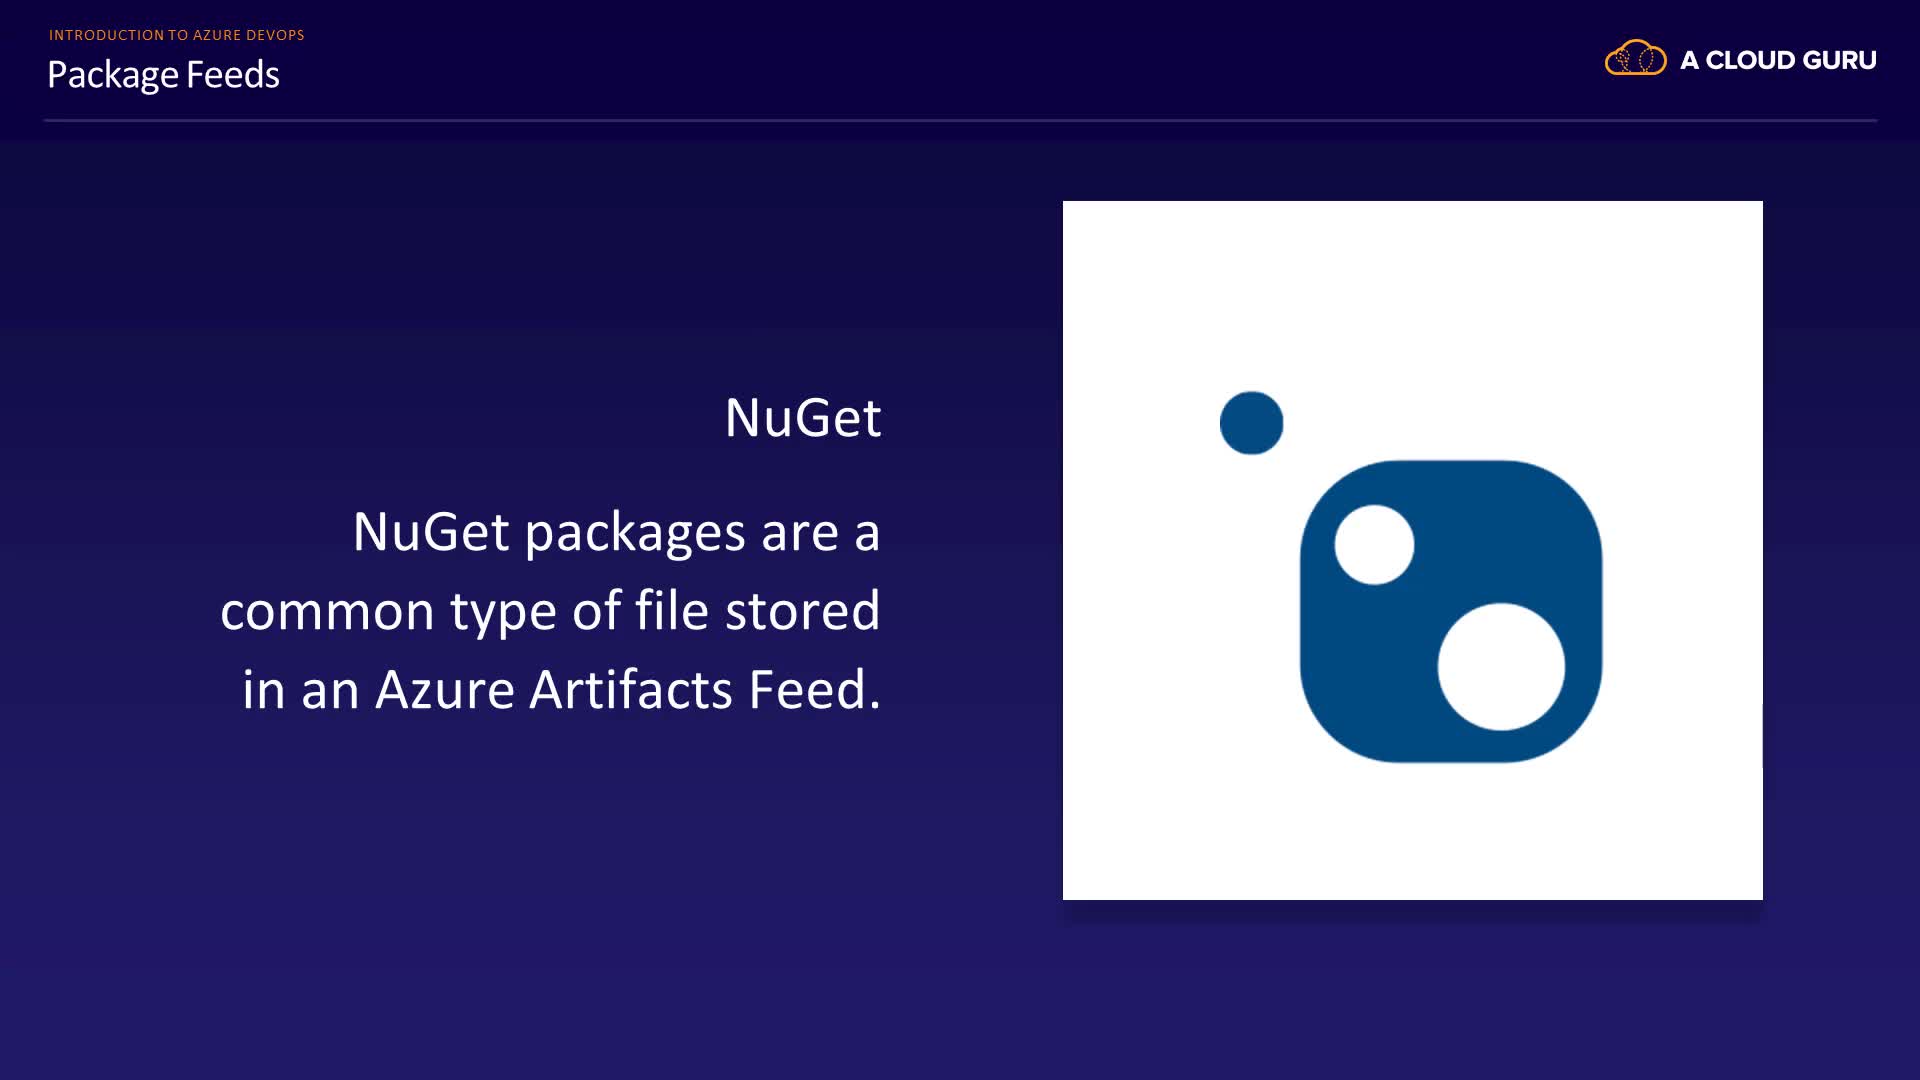 INTRODUCTION TO AZURE DEVOPS
Package Feeds
A CLOUD GURU
NuGet
NuGet packages are a
common type of file stored
in an Azure Artifacts Feed.